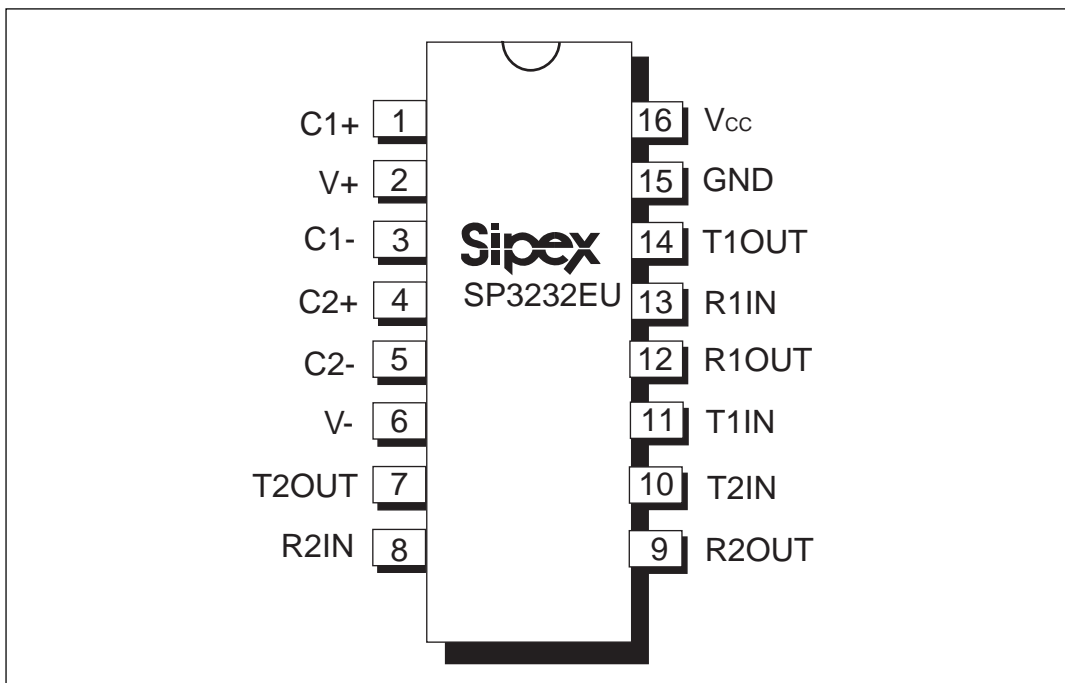 C1+ 1 16 Vcc
V+ 2 15 GND
C1- 3 Sipex 14 T1OUT
C2+ 4 SP3232EU 13 R1IN
C2- 5 12 R1OUT
V- 6 11 T1IN
T2OUT 7 10 T2IN
R2IN 8 9 R2OUT